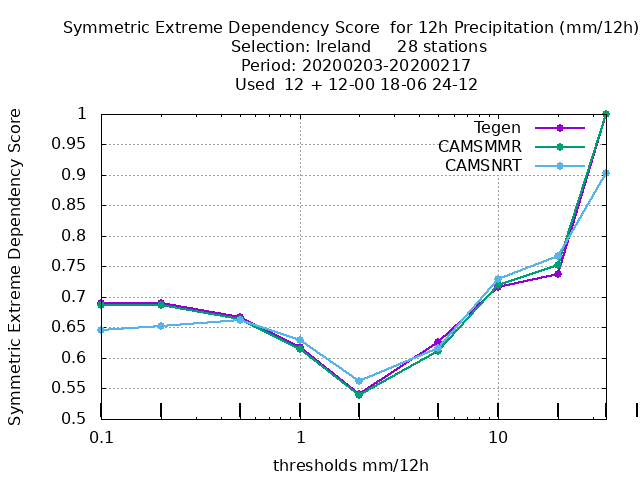 Symmetric Extreme Dependency Score  for 12h Precipitation (mm/12h)
Selection: Ireland     28 stations
Period: 20200203-20200217
Used  12 + 12-00 18-06 24-12
Symmetric Extreme Dependency Score
1
0.95
0.9
0.85
0.8
0.75
0.7
0.65
0.6
0.55
0.5
Tegen
CAMSMMR
CAMSNRT
0.1
1
10
thresholds mm/12h